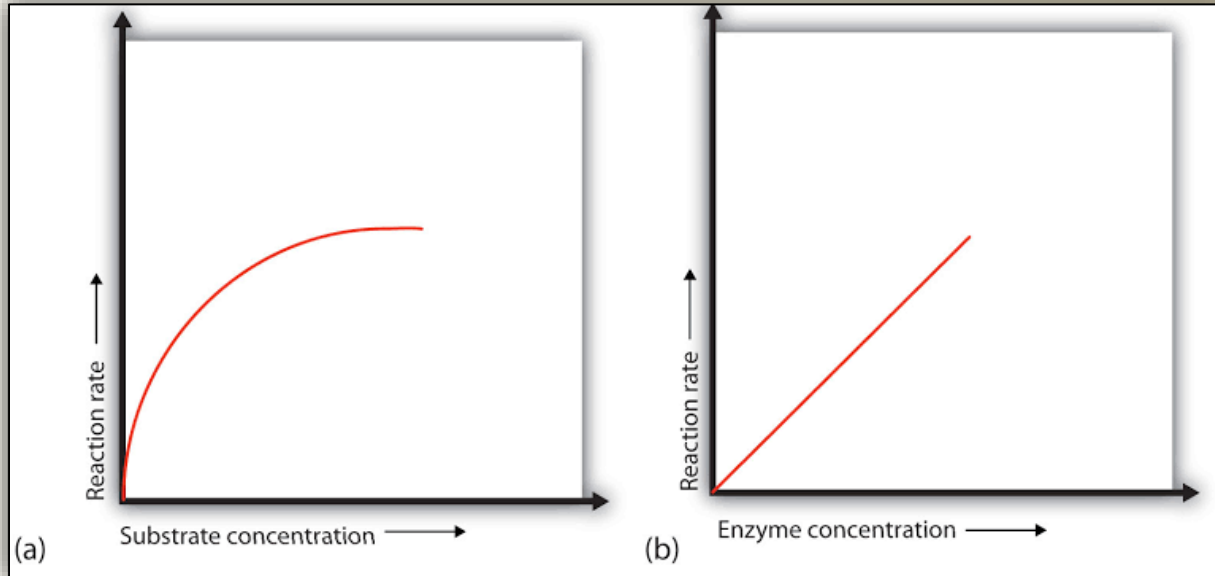 Reaction rate
Substrate concentration
(a)
Reaction rate
Enzyme concentration
(b)